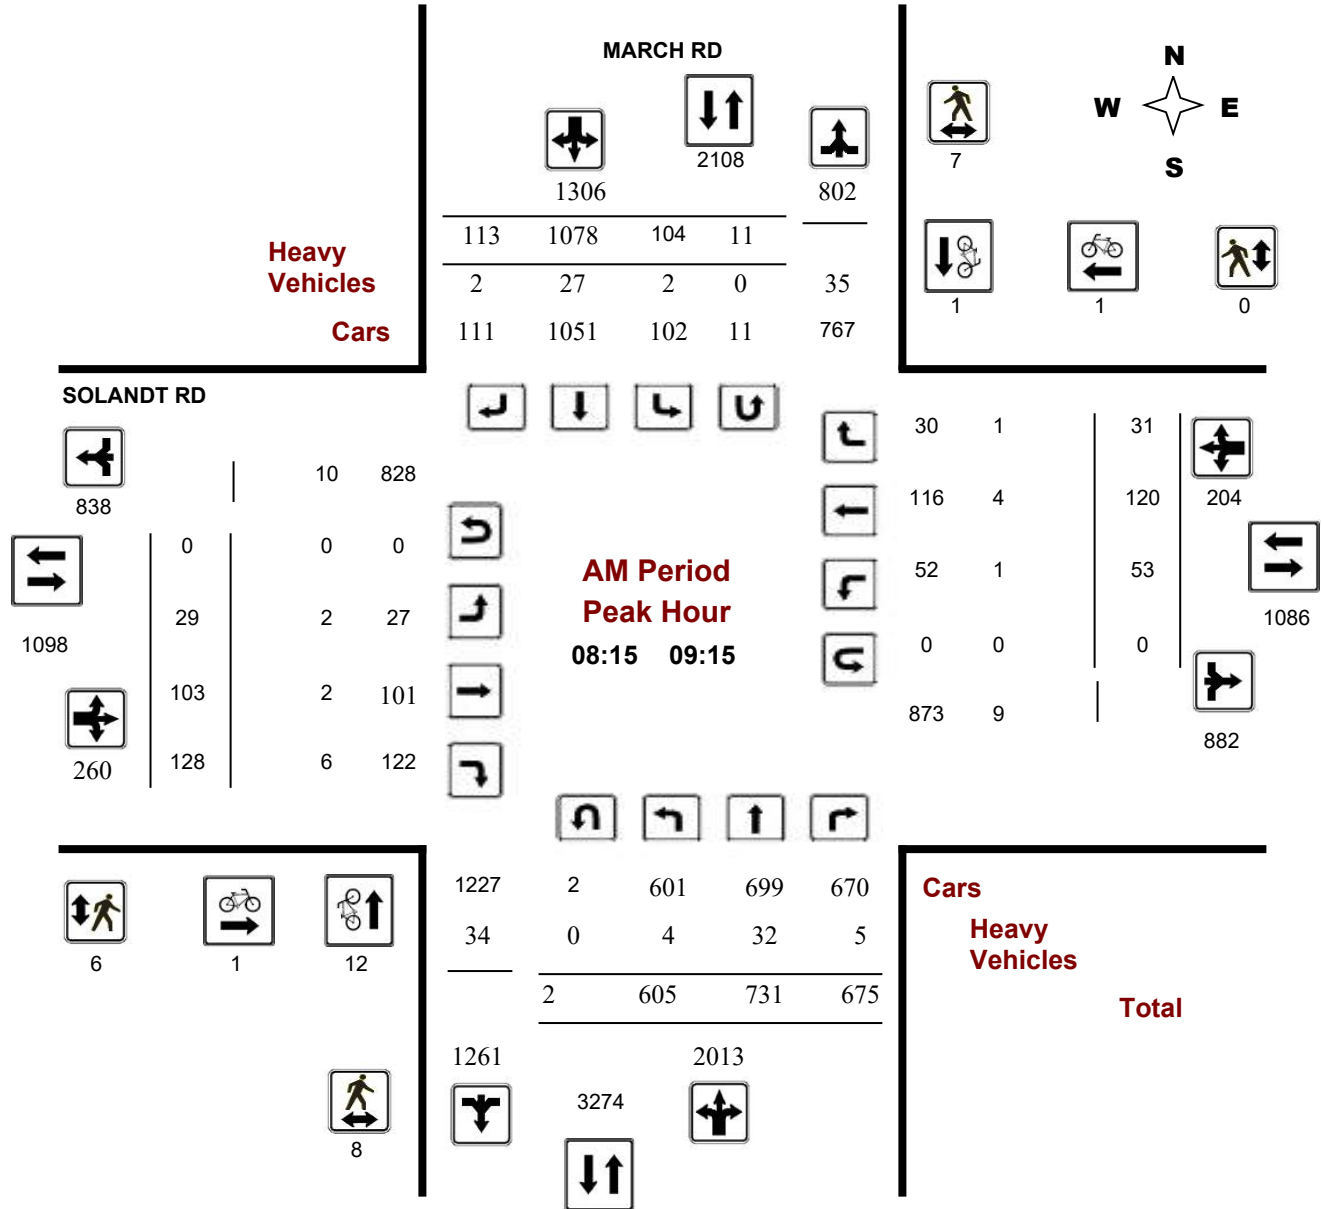 MARCH RD
N
W E
S
2108
7
1306
802
113 1078 104 11
Heavy
Vehicles
2 27 2 0 35
1 1 0
Cars
111 1051 102 11 767
SOLANDT RD
30 1 31
10 828
838
116 4 120 204
0 0 0
AM Period
52 1 53
Peak Hour
29 2 27
1086
1098
08:15 09:15
0 0 0
103 2 101
873 9
882
260
128 6 122
1227 2 601 699 670
Cars
34 0 4 32 5
Heavy
Vehicles
6 1 12
2 605 731 675
Total
1261 2013
3274
8